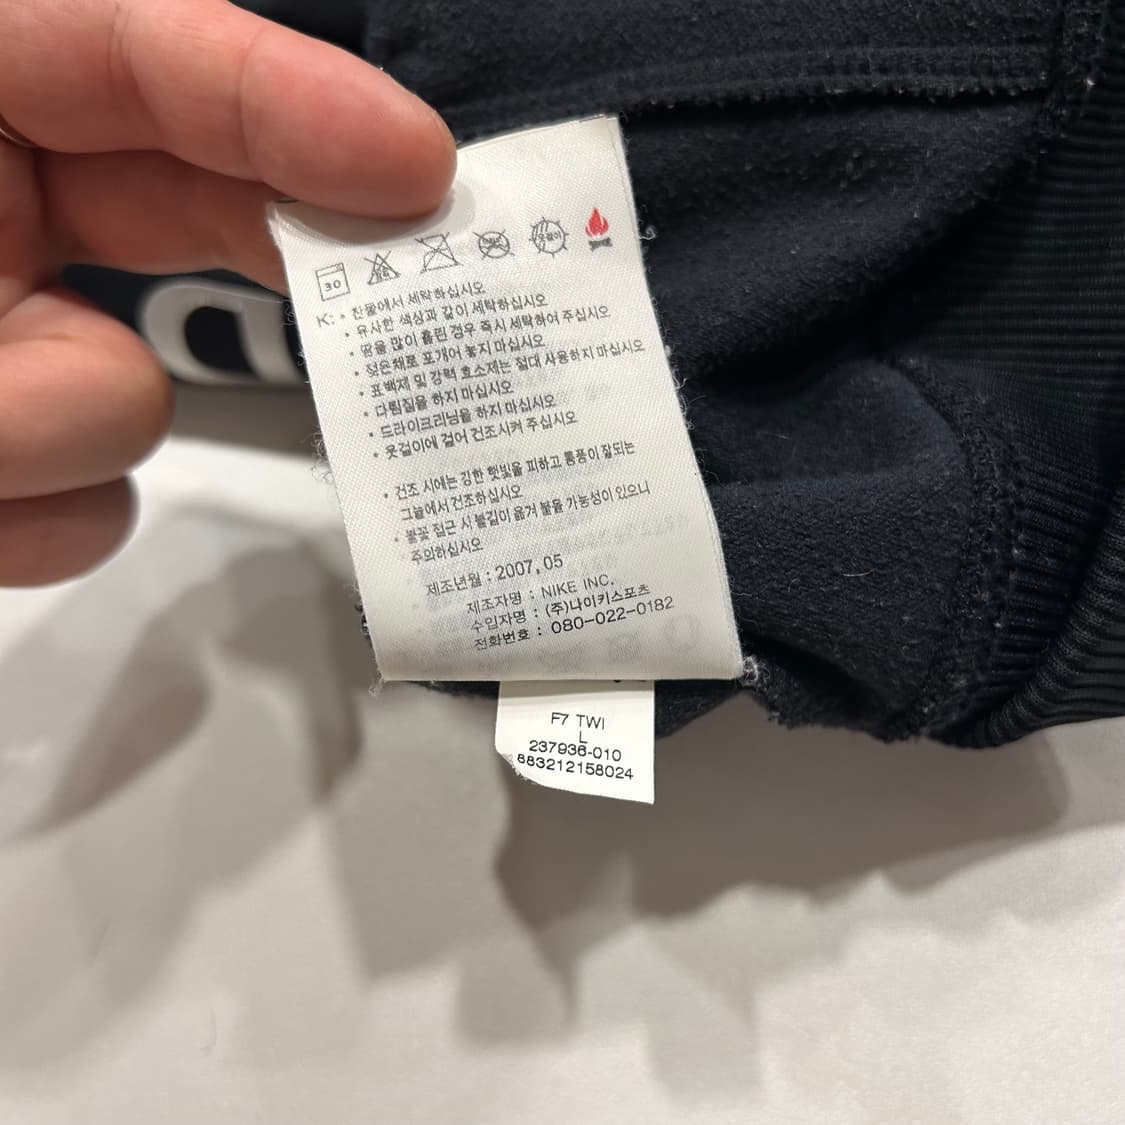 30
K: • 찬물에서 세탁하십시오
• 유사한 색상과 같이 세탁하십시오
• 땀을 많이 흘린 경우 즉시 세탁하여 주십시오
• 젖은채로 포개어 놓지 마십시오
• 표백제 및 강력 효소제는 절대 사용하지 마십시오
• 다림질을 하지 마십시오
• 드라이크리닝을 하지 마십시오
• 옷걸이에 걸어 건조시켜 주십시오
• 건조 시에는 강한 햇빛을 피하고 통풍이 잘되는
그늘에서 건조하십시오
• 불꽃 접근 시 불길이 옮겨 붙을 가능성이 있으니
주의하십시오
제조년월 : 2007.05
제조자명 : NIKE INC.
수입자명 : (주)나이키스포츠
전화번호 : 080-022-0182
F7 TWI
L
237936-010
883212158024